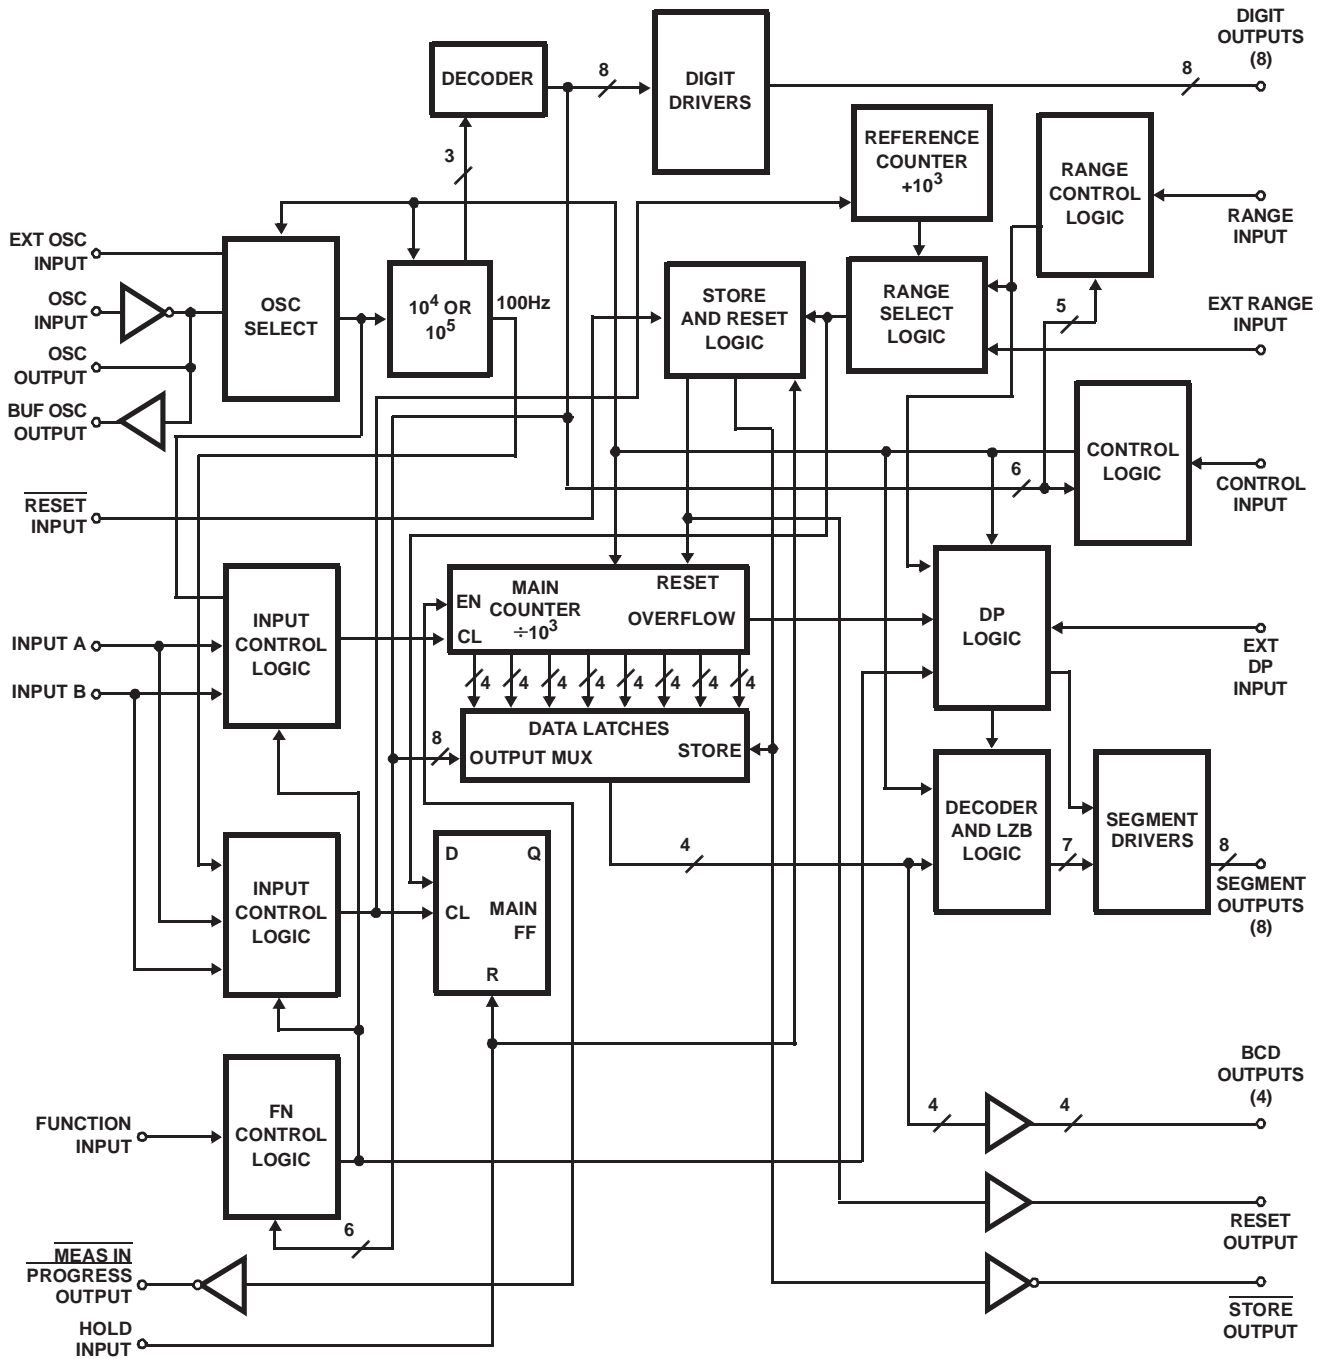 DIGIT
OUTPUTS
(8)
DECODER
8
DIGIT
DRIVERS
8
REFERENCE
COUNTER
+10³
RANGE
CONTROL
LOGIC
RANGE
INPUT
3
EXT OSC
INPUT
OSC
INPUT
OSC
OUTPUT
BUF OSC
OUTPUT
OSC
SELECT
10⁴ OR
10⁵
100Hz
STORE
AND RESET
LOGIC
RANGE
SELECT
LOGIC
5
EXT RANGE
INPUT
CONTROL
LOGIC
6
CONTROL
INPUT
RESET
INPUT
INPUT
CONTROL
LOGIC
INPUT A
INPUT B
EN
CL
MAIN
COUNTER
÷10³
RESET
OVERFLOW
DP
LOGIC
EXT
DP
INPUT
4
4
4
4
4
4
4
4
8
DATA LATCHES
OUTPUT MUX
STORE
DECODER
AND LZB
LOGIC
7
SEGMENT
DRIVERS
8
SEGMENT
OUTPUTS
(8)
4
INPUT
CONTROL
LOGIC
D
Q
CL
MAIN
FF
R
FUNCTION
INPUT
FN
CONTROL
LOGIC
6
4
4
BCD
OUTPUTS
(4)
RESET
OUTPUT
MEAS IN
PROGRESS
OUTPUT
HOLD
INPUT
STORE
OUTPUT